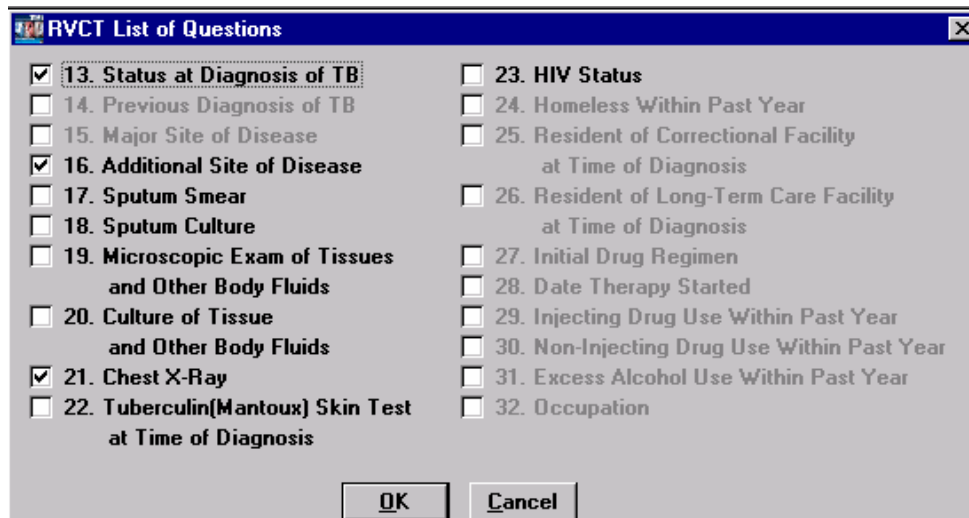 RVCT List of Questions
13. Status at Diagnosis of TB
14. Previous Diagnosis of TB
15. Major Site of Disease
16. Additional Site of Disease
17. Sputum Smear
18. Sputum Culture
19. Microscopic Exam of Tissues
and Other Body Fluids
20. Culture of Tissue
and Other Body Fluids
21. Chest X-Ray
22. Tuberculin(Mantoux) Skin Test
at Time of Diagnosis
23. HIV Status
24. Homeless Within Past Year
25. Resident of Correctional Facility
at Time of Diagnosis
26. Resident of Long-Term Care Facility
at Time of Diagnosis
27. Initial Drug Regimen
28. Date Therapy Started
29. Injecting Drug Use Within Past Year
30. Non-Injecting Drug Use Within Past Year
31. Excess Alcohol Use Within Past Year
32. Occupation
OK
Cancel